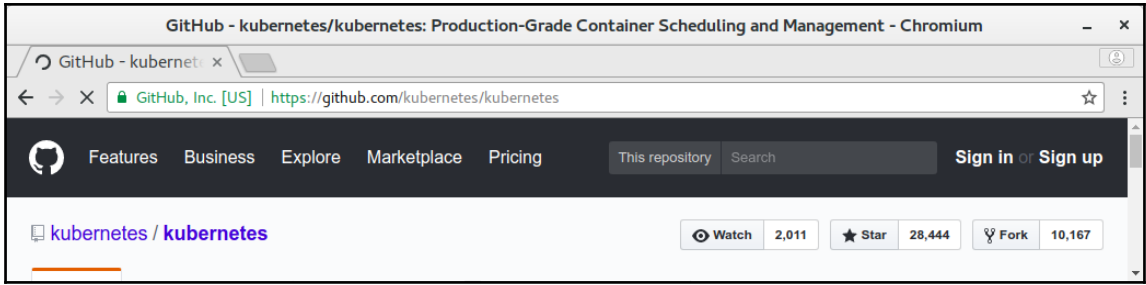 GitHub - kubernetes/kubernetes: Production-Grade Container Scheduling and Management - Chromium
GitHub - kubernete
GitHub, Inc. [US] https://github.com/kubernetes/kubernetes
Features Business Explore Marketplace Pricing This repository Search Sign in or Sign up
kubernetes / kubernetes Watch 2,011 Star 28,444 Fork 10,167